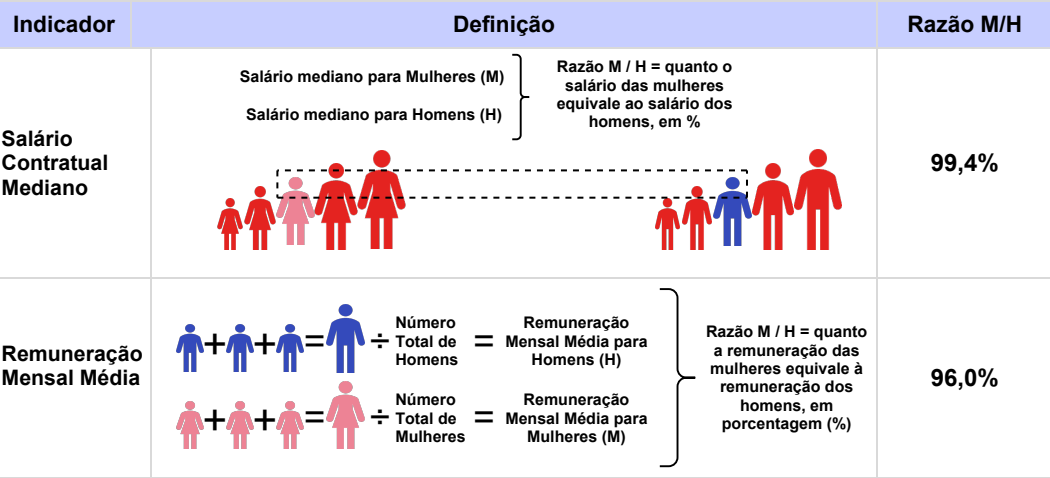 Indicador
Definição
Razão M/H
Salário
Contratual
Mediano
Salário mediano para Mulheres (M)
Salário mediano para Homens (H)
Razão M / H = quanto o
salário das mulheres
equivale ao salário dos
homens, em %
99,4%
Remuneração
Mensal Média
+ + = ÷
Número
Total de
Homens
=
Remuneração
Mensal Média para
Homens (H)
+ + = ÷
Número
Total de
Mulheres
=
Remuneração
Mensal Média para
Mulheres (M)
Razão M / H = quanto
a remuneração das
mulheres equivale à
remuneração dos
homens, em
porcentagem (%)
96,0%